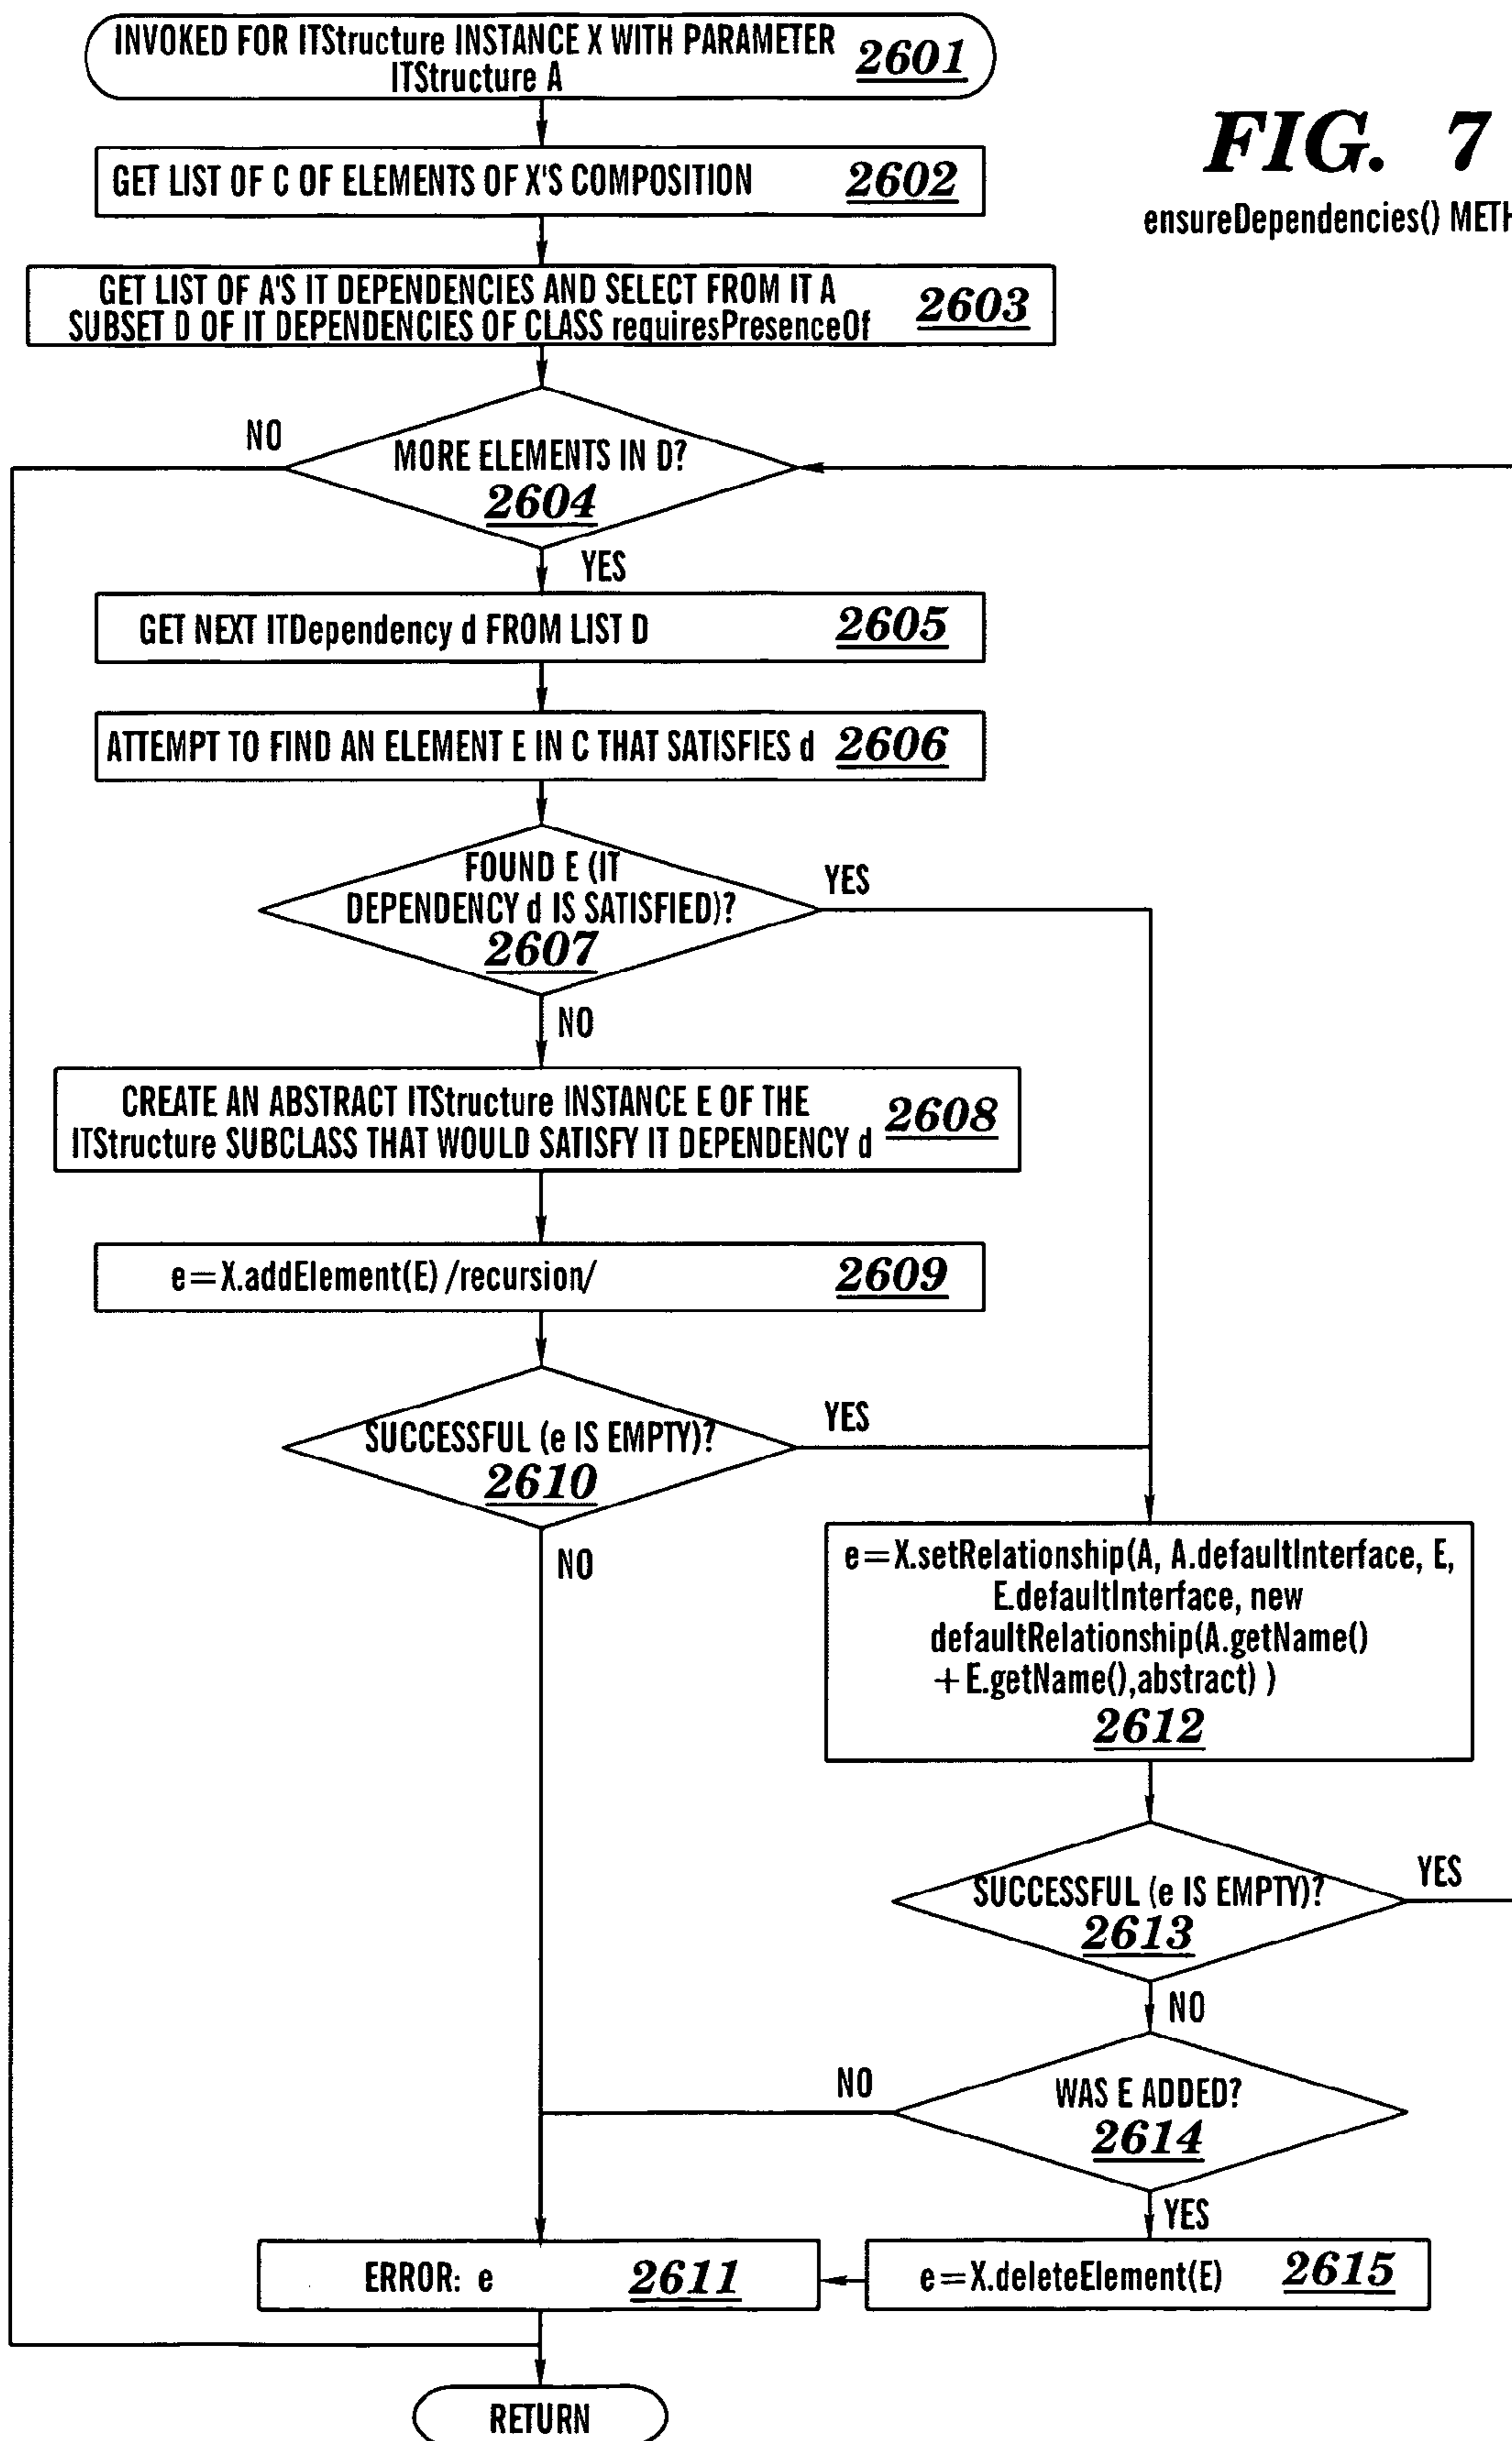 INVOKED FOR ITStructure INSTANCE X WITH PARAMETER
ITStructure A
2601
FIG. 7
ensureDependencies() METH
GET LIST OF C OF ELEMENTS OF X'S COMPOSITION 2602
GET LIST OF A'S IT DEPENDENCIES AND SELECT FROM IT A
SUBSET D OF IT DEPENDENCIES OF CLASS requiresPresenceOf
2603
NO
MORE ELEMENTS IN D?
2604
YES
GET NEXT ITDependency d FROM LIST D 2605
ATTEMPT TO FIND AN ELEMENT E IN C THAT SATISFIES d 2606
FOUND E (IT
DEPENDENCY d IS SATISFIED)?
2607
YES
NO
CREATE AN ABSTRACT ITStructure INSTANCE E OF THE
ITStructure SUBCLASS THAT WOULD SATISFY IT DEPENDENCY d
2608
e=X.addElement(E) /recursion/ 2609
SUCCESSFUL (e IS EMPTY)?
2610
YES
NO
e=X.setRelationship(A, A.defaultInterface, E,
E.defaultInterface, new
defaultRelationship(A.getName()
+E.getName(),abstract) )
2612
SUCCESSFUL (e IS EMPTY)?
2613
YES
NO
WAS E ADDED?
2614
NO
YES
ERROR: e 2611
e=X.deleteElement(E) 2615
RETURN